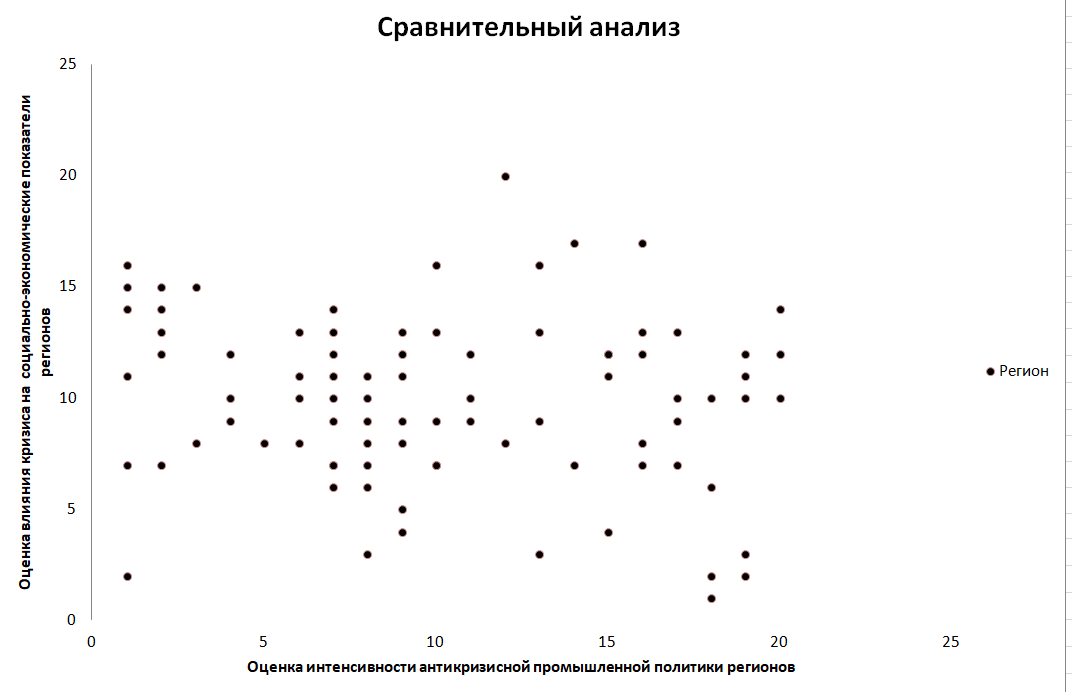 Сравнительный анализ
Оценка влияния кризиса на социально-экономические показатели
регионов
25
20
15
10
5
0
0 5 10 15 20 25
Оценка интенсивности антикризисной промышленной политики регионов
Регион